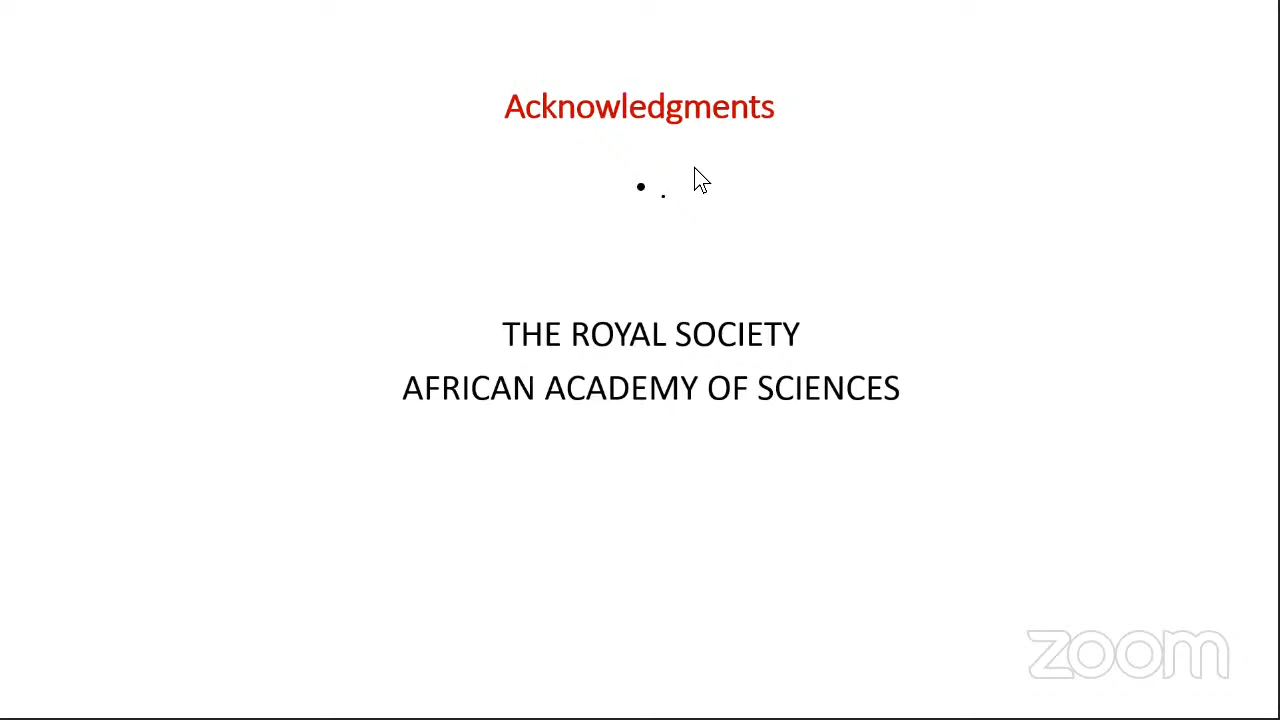 Acknowledgments
• .
THE ROYAL SOCIETY
AFRICAN ACADEMY OF SCIENCES
zoom